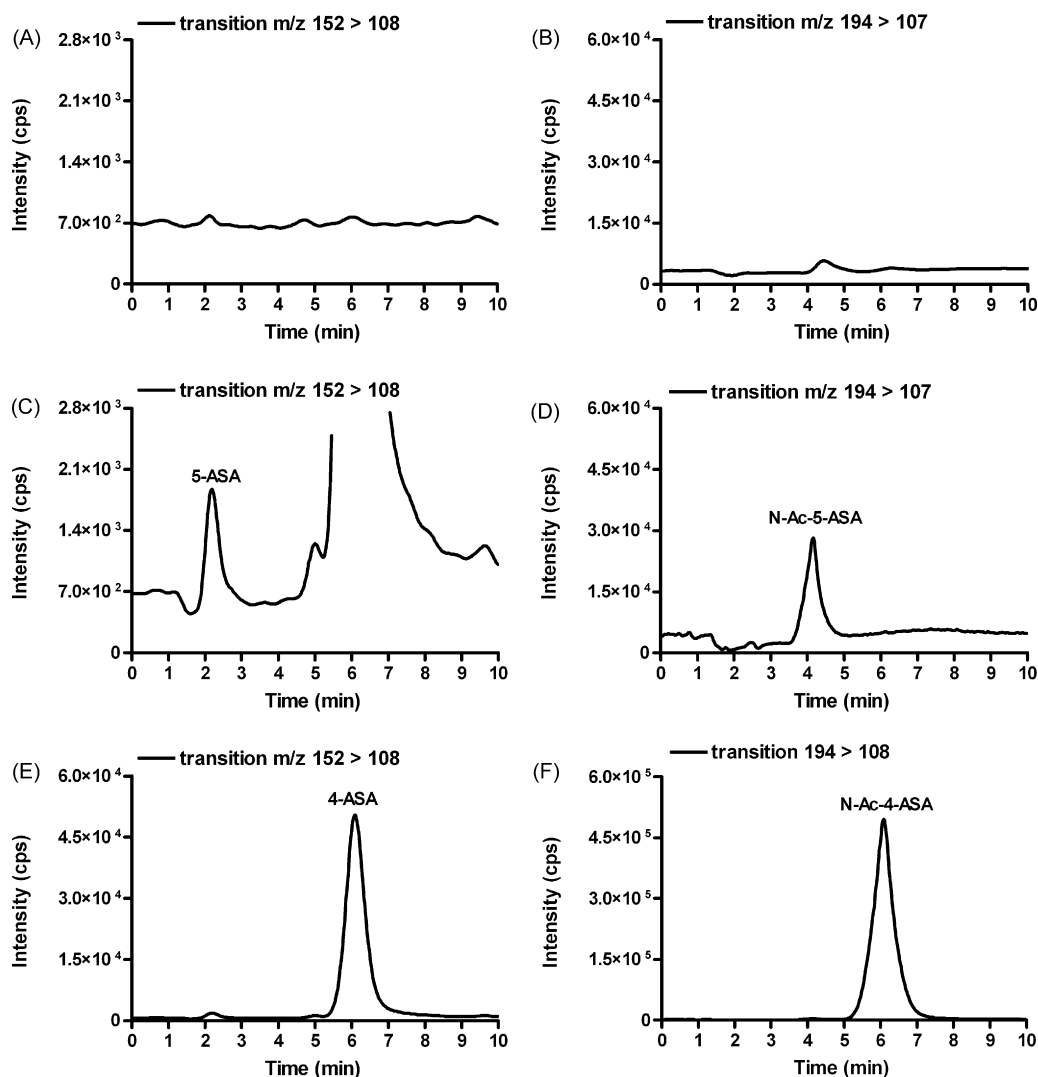 (A)
transition m/z 152 > 108
2.8×10³
2.1×10³
1.4×10³
7.0×10²
0
Intensity (cps)
0 1 2 3 4 5 6 7 8 9 10
Time (min)
(B)
transition m/z 194 > 107
6.0×10⁴
4.5×10⁴
3.0×10⁴
1.5×10⁴
0
Intensity (cps)
0 1 2 3 4 5 6 7 8 9 10
Time (min)
(C)
transition m/z 152 > 108
2.8×10³
2.1×10³
1.4×10³
7.0×10²
0
Intensity (cps)
5-ASA
0 1 2 3 4 5 6 7 8 9 10
Time (min)
(D)
transition m/z 194 > 107
6.0×10⁴
4.5×10⁴
3.0×10⁴
1.5×10⁴
0
Intensity (cps)
N-Ac-5-ASA
0 1 2 3 4 5 6 7 8 9 10
Time (min)
(E)
transition m/z 152 > 108
6.0×10⁴
4.5×10⁴
3.0×10⁴
1.5×10⁴
0
Intensity (cps)
4-ASA
0 1 2 3 4 5 6 7 8 9 10
Time (min)
(F)
transition 194 > 108
6.0×10⁵
4.5×10⁵
3.0×10⁵
1.5×10⁵
0
Intensity (cps)
N-Ac-4-ASA
0 1 2 3 4 5 6 7 8 9 10
Time (min)